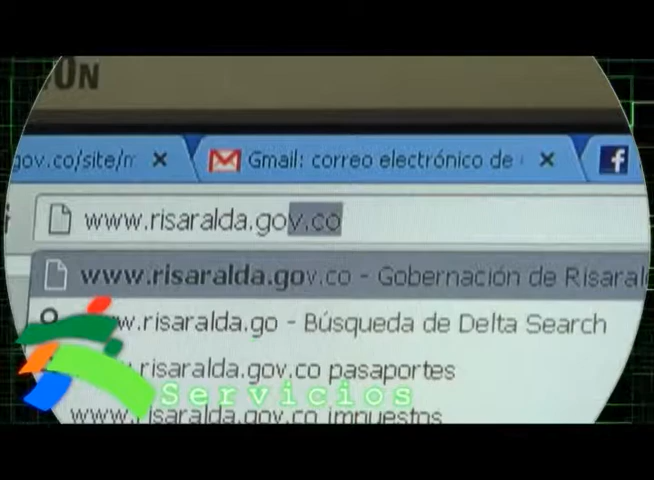 gov.co/site/m
Gmail: correo electrónico de
www.risaralda.gov.co
www.risaralda.gov.co - Gobernación de Risaral
w.risaralda.go - Búsqueda de Delta Search
.risaralda.gov.co pasaportes
Servicios
www.risaralda.gov.co impuestos